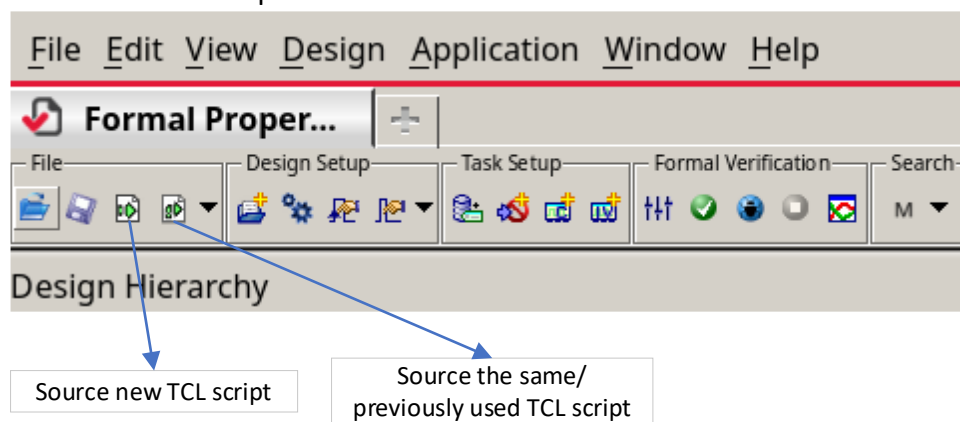 File Edit View Design Application Window Help
Formal Proper...
File Design Setup Task Setup Formal Verification Search
M
Design Hierarchy
Source new TCL script
Source the same/
previously used TCL script